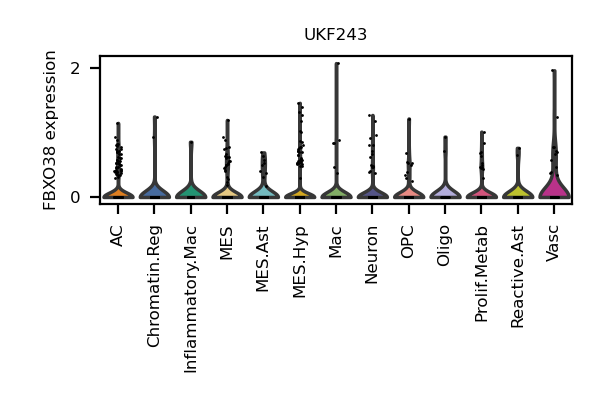 UKF243
FBXO38 expression
2
0
AC
Chromatin.Reg
Inflammatory.Mac
MES
MES.Ast
MES.Hyp
Mac
Neuron
OPC
Oligo
Prolif.Metab
Reactive.Ast
Vasc